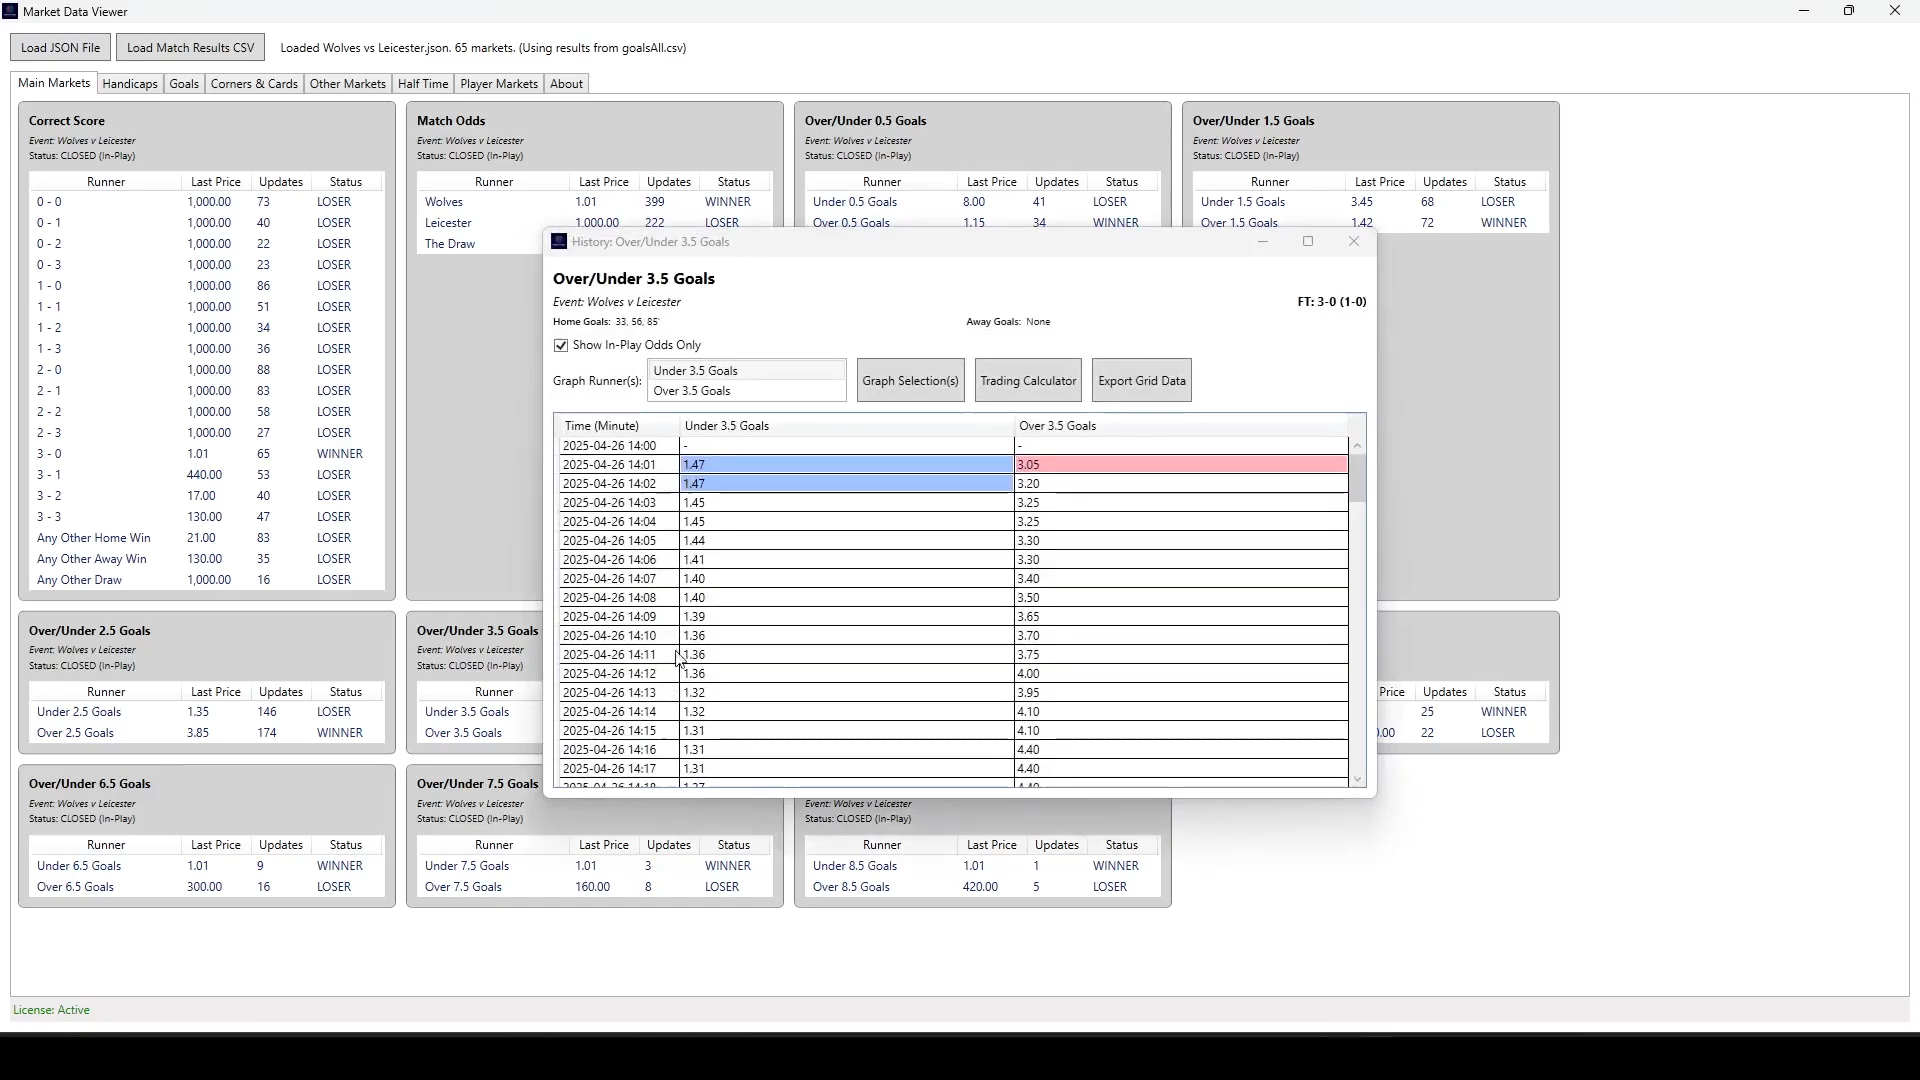 Market Data Viewer
Load JSON File Load Match Results CSV Loaded Wolves vs Leicester.json. 65 markets. (Using results from goalsAll.csv)
Main Markets Handicaps Goals Corners & Cards Other Markets Half Time Player Markets About
Correct Score
Event: Wolves v Leicester
Status: CLOSED (In-Play)
Runner Last Price Updates Status
0 - 0 1,000.00 73 LOSER
0 - 1 1,000.00 40 LOSER
0 - 2 1,000.00 22 LOSER
0 - 3 1,000.00 23 LOSER
1 - 0 1,000.00 86 LOSER
1 - 1 1,000.00 51 LOSER
1 - 2 1,000.00 34 LOSER
1 - 3 1,000.00 36 LOSER
2 - 0 1,000.00 88 LOSER
2 - 1 1,000.00 83 LOSER
2 - 2 1,000.00 58 LOSER
2 - 3 1,000.00 27 LOSER
3 - 0 1.01 65 WINNER
3 - 1 440.00 53 LOSER
3 - 2 17.00 40 LOSER
3 - 3 130.00 47 LOSER
Any Other Home Win 21.00 83 LOSER
Any Other Away Win 130.00 35 LOSER
Any Other Draw 1,000.00 16 LOSER
Match Odds
Event: Wolves v Leicester
Status: CLOSED (In-Play)
Runner Last Price Updates Status
Wolves 1.01 399 WINNER
Leicester 1,000.00 222 LOSER
The Draw
Over/Under 0.5 Goals
Event: Wolves v Leicester
Status: CLOSED (In-Play)
Runner Last Price Updates Status
Under 0.5 Goals 8.00 41 LOSER
Over 0.5 Goals 1.15 34 WINNER
Over/Under 1.5 Goals
Event: Wolves v Leicester
Status: CLOSED (In-Play)
Runner Last Price Updates Status
Under 1.5 Goals 3.45 68 LOSER
Over 1.5 Goals 1.42 72 WINNER
History: Over/Under 3.5 Goals
Over/Under 3.5 Goals
Event: Wolves v Leicester FT: 3-0 (1-0)
Home Goals: 33, 56, 85' Away Goals: None
Show In-Play Odds Only
Graph Runner(s): Under 3.5 Goals
Over 3.5 Goals
Graph Selection(s) Trading Calculator Export Grid Data
Time (Minute) Under 3.5 Goals Over 3.5 Goals
2025-04-26 14:00 - -
2025-04-26 14:01 1.47 3.05
2025-04-26 14:02 1.47 3.20
2025-04-26 14:03 1.45 3.25
2025-04-26 14:04 1.45 3.25
2025-04-26 14:05 1.44 3.30
2025-04-26 14:06 1.41 3.30
2025-04-26 14:07 1.40 3.40
2025-04-26 14:08 1.40 3.50
2025-04-26 14:09 1.39 3.65
2025-04-26 14:10 1.36 3.70
2025-04-26 14:11 1.36 3.75
2025-04-26 14:12 1.36 4.00
2025-04-26 14:13 1.32 3.95
2025-04-26 14:14 1.32 4.10
2025-04-26 14:15 1.31 4.10
2025-04-26 14:16 1.31 4.40
2025-04-26 14:17 1.31 4.40
Over/Under 2.5 Goals
Event: Wolves v Leicester
Status: CLOSED (In-Play)
Runner Last Price Updates Status
Under 2.5 Goals 1.35 146 LOSER
Over 2.5 Goals 3.85 174 WINNER
Over/Under 3.5 Goals
Event: Wolves v Leicester
Status: CLOSED (In-Play)
Runner
Under 3.5 Goals
Over 3.5 Goals
Price Updates Status
25 WINNER
22 LOSER
Over/Under 6.5 Goals
Event: Wolves v Leicester
Status: CLOSED (In-Play)
Runner Last Price Updates Status
Under 6.5 Goals 1.01 9 WINNER
Over 6.5 Goals 300.00 16 LOSER
Over/Under 7.5 Goals
Event: Wolves v Leicester
Status: CLOSED (In-Play)
Runner Last Price Updates Status
Under 7.5 Goals 1.01 3 WINNER
Over 7.5 Goals 160.00 8 LOSER
Event: Wolves v Leicester
Status: CLOSED (In-Play)
Runner Last Price Updates Status
Under 8.5 Goals 1.01 1 WINNER
Over 8.5 Goals 420.00 5 LOSER
License: Active